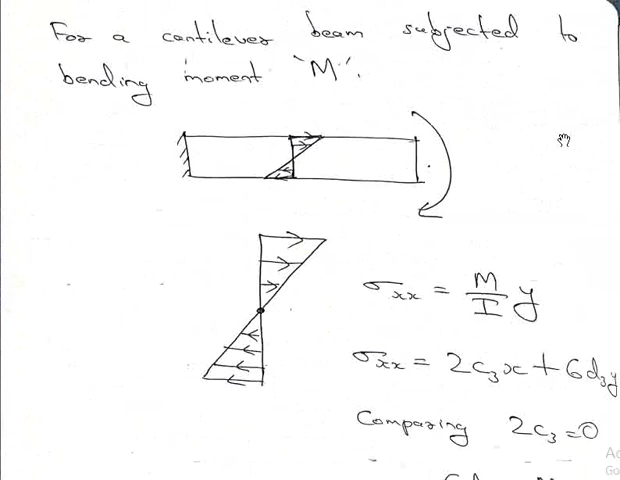 For a cantilever beam subjected to
bending moment `M'.
σxx = M/I y
σxx = 2c₃x + 6d₃y
Comparing 2c₃=0